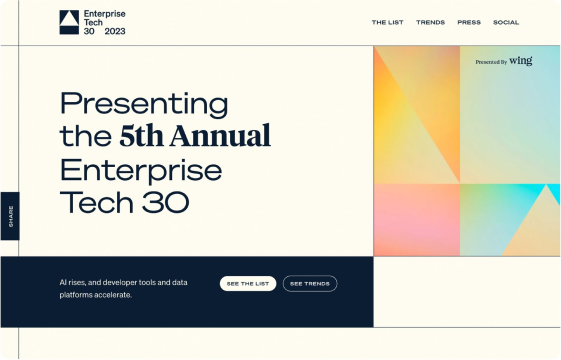 Enterprise
Tech
30 2023
THE LIST TRENDS PRESS SOCIAL
Presented By wing
Presenting
the 5th Annual
Enterprise
Tech 30
SHARE
AI rises, and developer tools and data
platforms accelerate.
SEE THE LIST SEE TRENDS